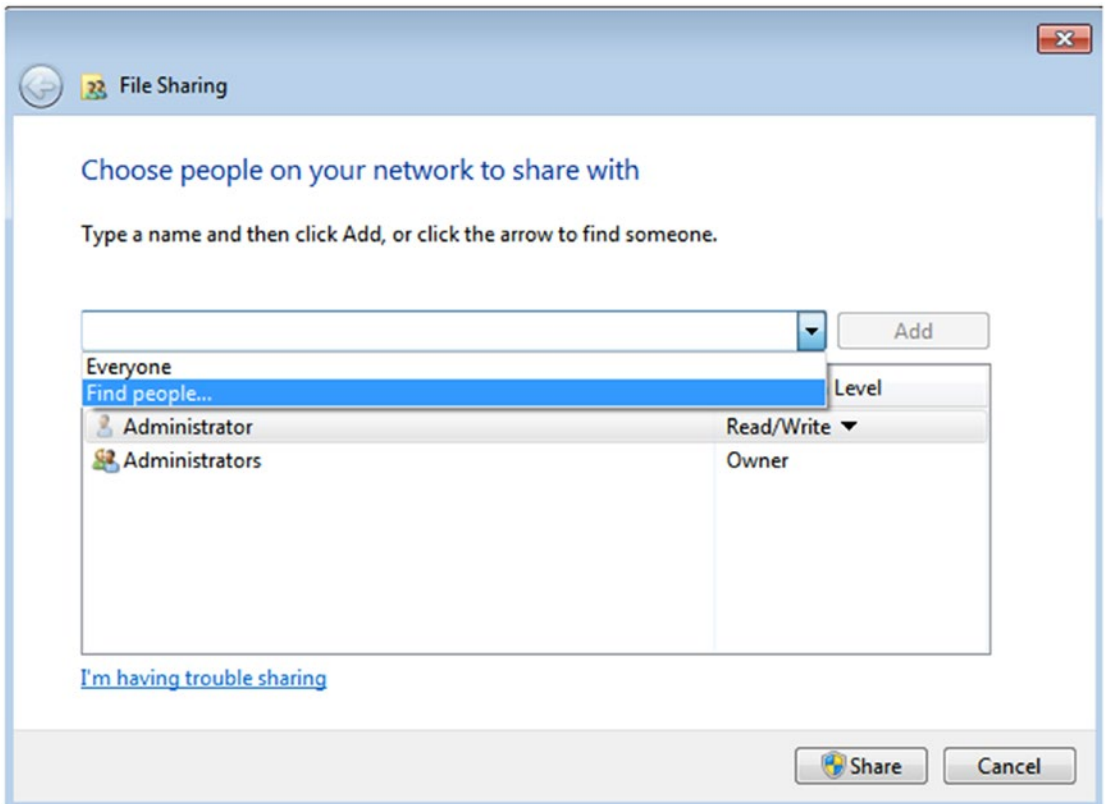 File Sharing
Choose people on your network to share with
Type a name and then click Add, or click the arrow to find someone.
Add
Everyone
Find people...
Level
Administrator Read/Write
Administrators Owner
I'm having trouble sharing
Share Cancel